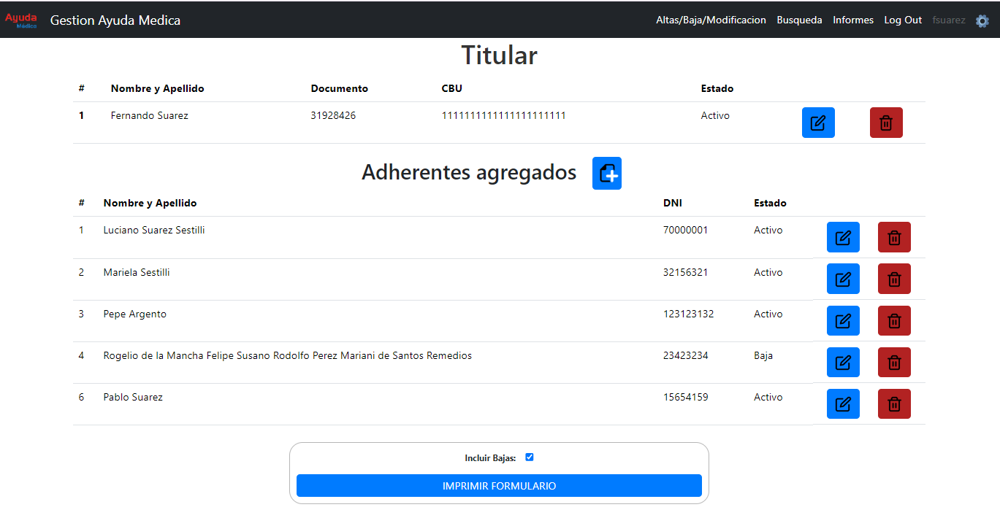 Ayuda
Médica
Gestion Ayuda Medica
Altas/Baja/Modificacion Busqueda Informes Log Out fsuarez
Titular
# Nombre y Apellido Documento CBU Estado
1 Fernando Suarez 31928426 1111111111111111111111 Activo
Adherentes agregados
# Nombre y Apellido DNI Estado
1 Luciano Suarez Sestilli 70000001 Activo
2 Mariela Sestilli 32156321 Activo
3 Pepe Argento 123123132 Activo
4 Rogelio de la Mancha Felipe Susano Rodolfo Perez Mariani de Santos Remedios 23423234 Baja
6 Pablo Suarez 15654159 Activo
Incluir Bajas:
IMPRIMIR FORMULARIO